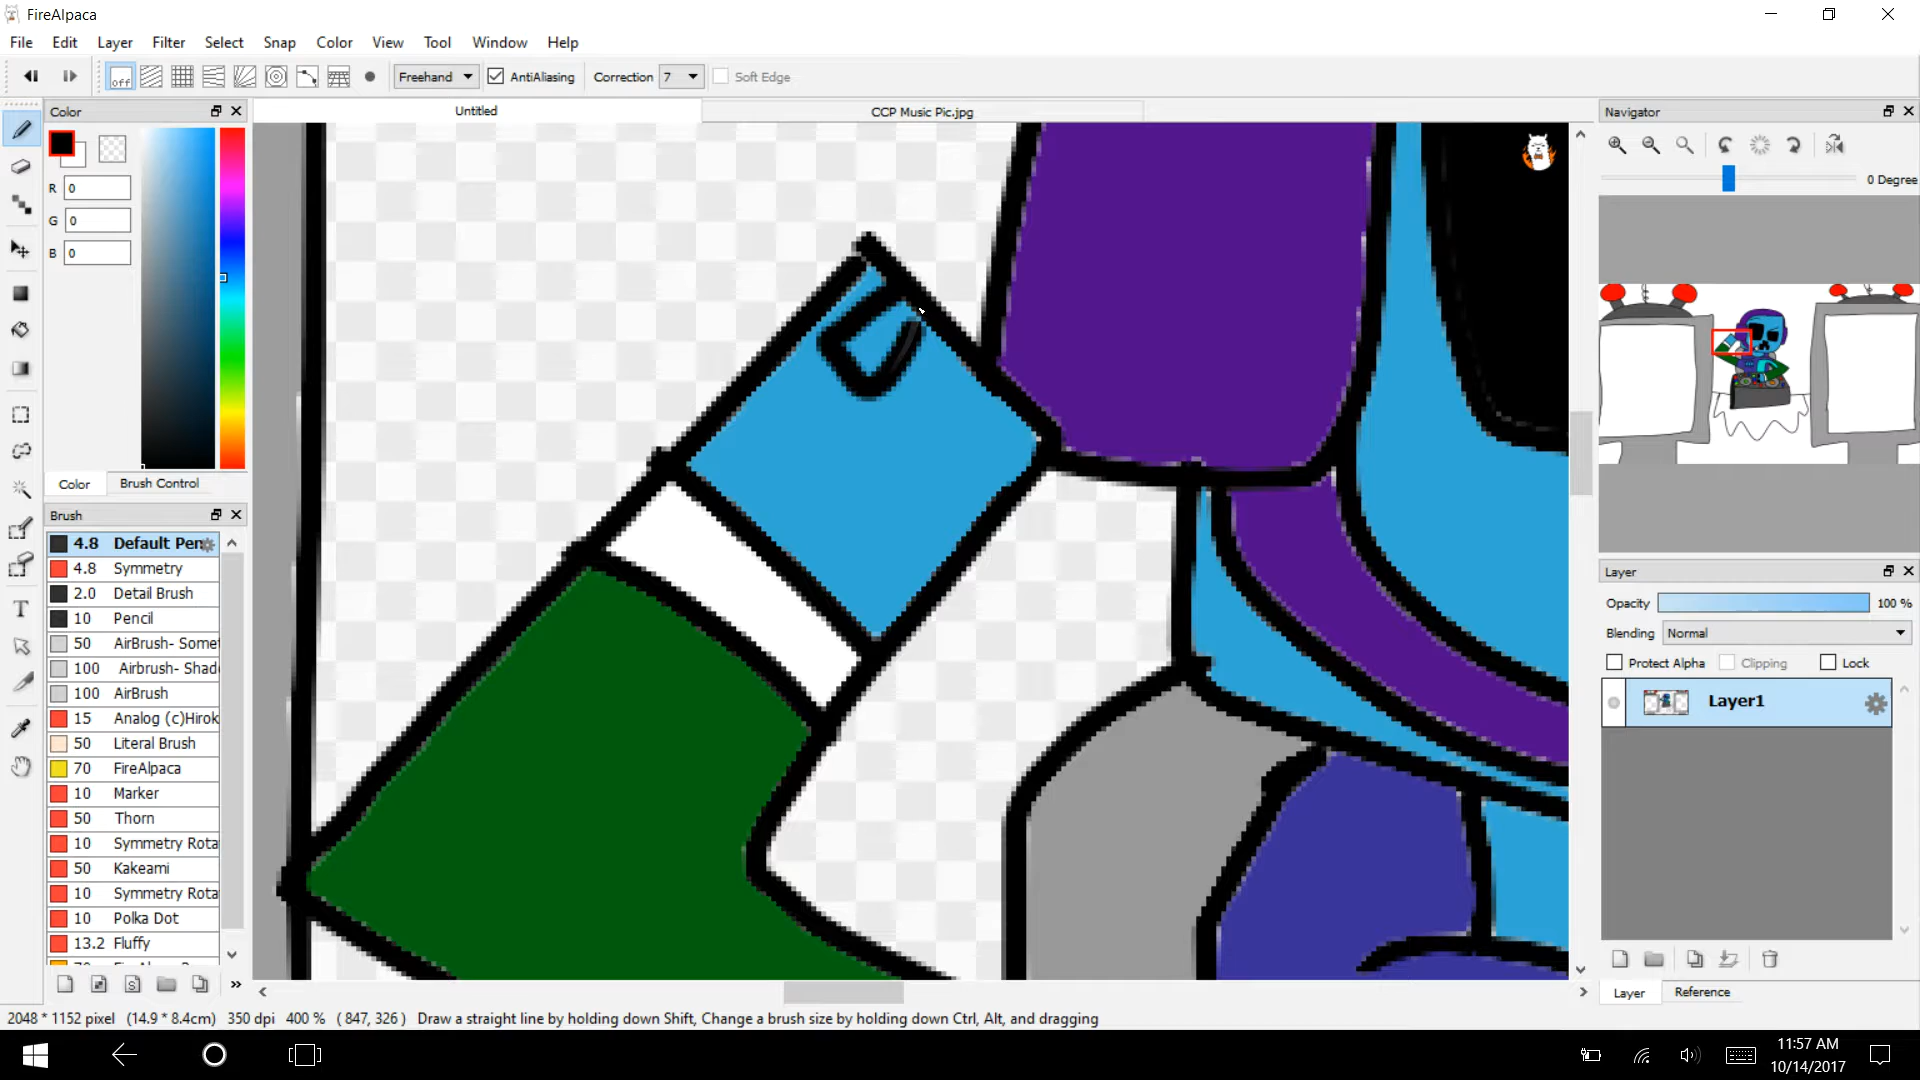 FireAlpaca
File Edit Layer Filter Select Snap Color View Tool Window Help
off Freehand AntiAliasing Correction 7 Soft Edge
Color
Untitled CCP Music Pic.jpg
Navigator
R 0
G 0
B 0
0 Degree
Color Brush Control
Brush
4.8 Default Pen
4.8 Symmetry
2.0 Detail Brush
10 Pencil
50 AirBrush- Somet
100 Airbrush- Shad
100 AirBrush
15 Analog (c)Hirok
50 Literal Brush
70 FireAlpaca
10 Marker
50 Thorn
10 Symmetry Rota
50 Kakeami
10 Symmetry Rota
10 Polka Dot
13.2 Fluffy
Layer
Opacity 100 %
Blending Normal
Protect Alpha Clipping Lock
Layer1
Layer Reference
2048 * 1152 pixel (14.9 * 8.4cm) 350 dpi 400 % ( 847, 326 ) Draw a straight line by holding down Shift, Change a brush size by holding down Ctrl, Alt, and dragging
11:57 AM
10/14/2017